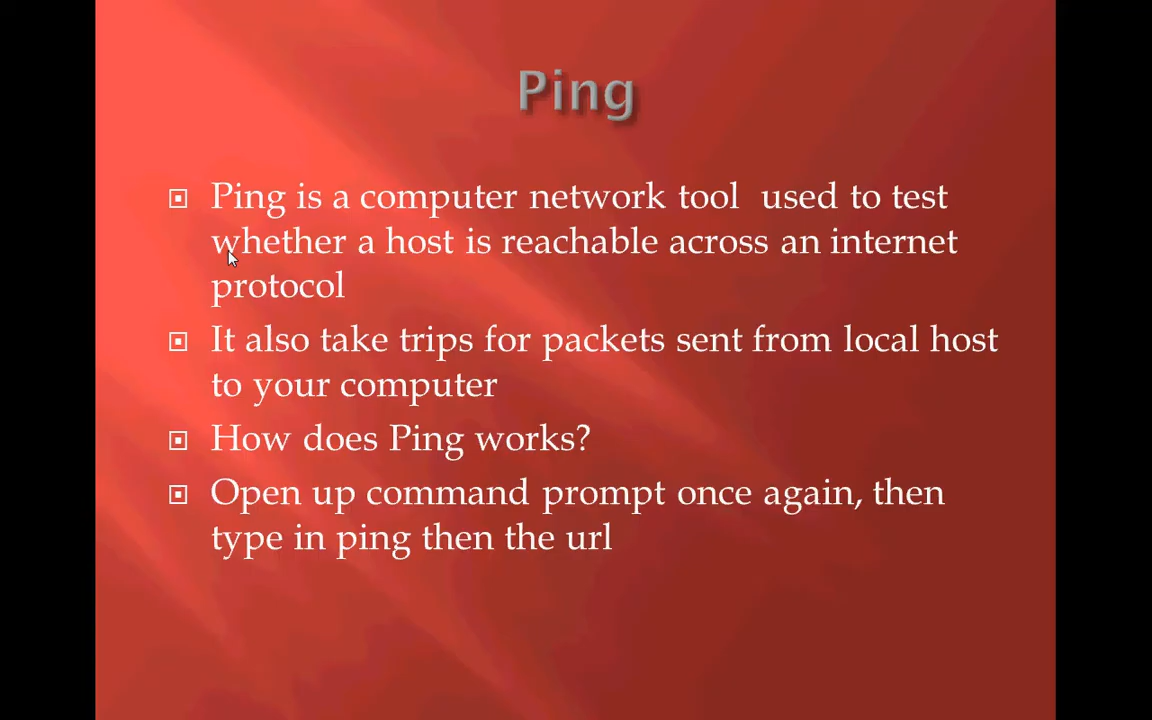 Ping
Ping is a computer network tool  used to test
whether a host is reachable across an internet
protocol
It also take trips for packets sent from local host
to your computer
How does Ping works?
Open up command prompt once again, then
type in ping then the url